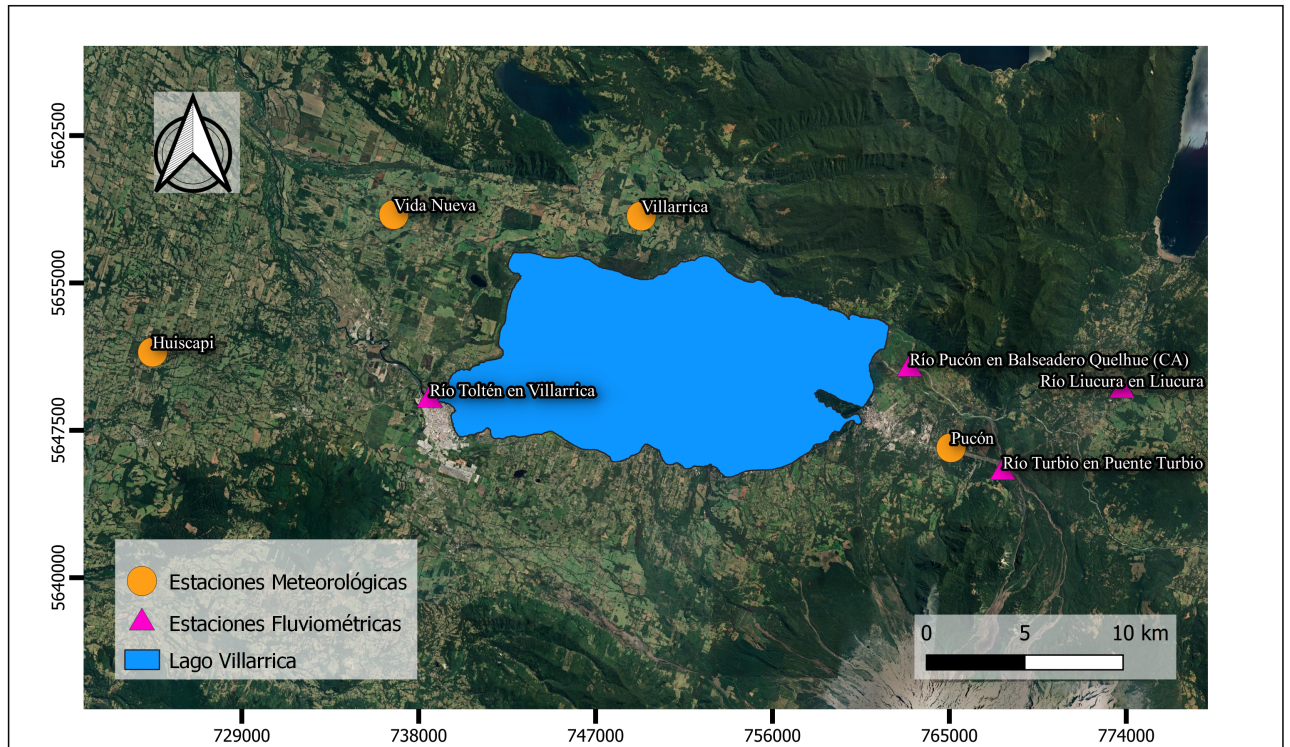 5662500
5655000
5647500
5640000
Vida Nueva
Villarrica
Huiscapi
Río Pucón en Balseadero Quelhue (CA)
Río Liucura en Liucura
Río Toltén en Villarrica
Pucón
Río Turbio en Puente Turbio
Estaciones Meteorológicas
Estaciones Fluviométricas
Lago Villarrica
0 5 10 km
729000 738000 747000 756000 765000 774000